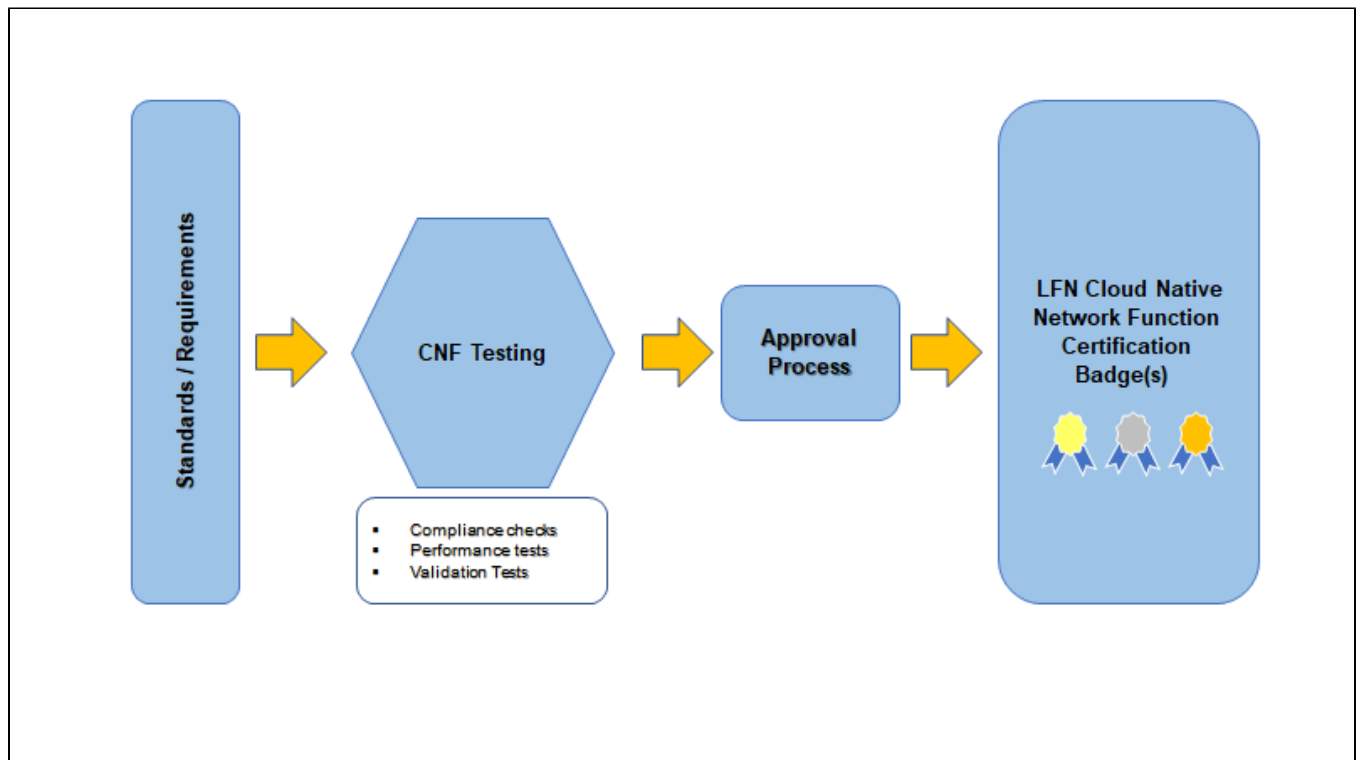 Standards / Requirements
CNF Testing
▪ Compliance checks
▪ Performance tests
▪ Validation Tests
Approval
Process
LFN Cloud Native
Network Function
Certification
Badge(s)